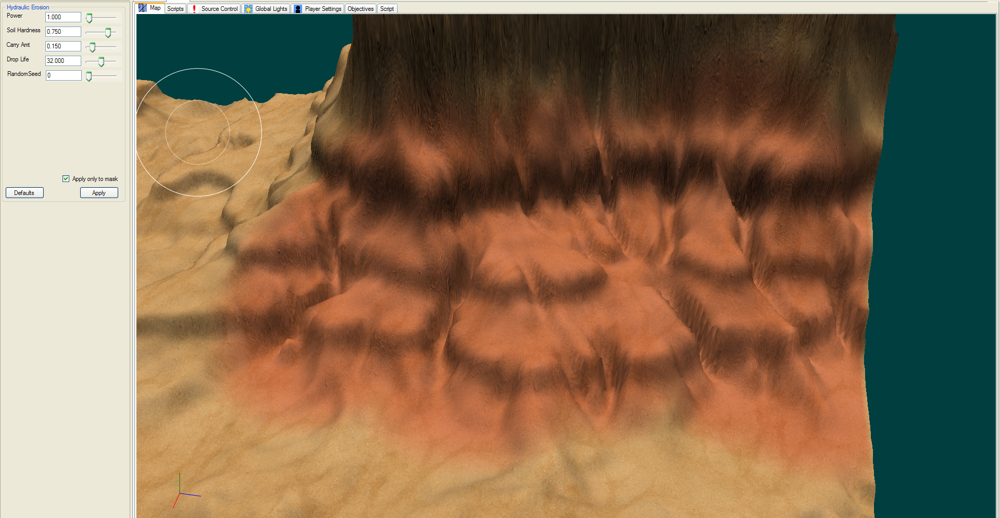 Map Scripts Source Control Global Lights Player Settings Objectives Script
Hydraulic Erosion
Power 1.000
Soil Hardness 0.750
Carry Amt 0.150
Drop Life 32.000
RandomSeed 0
Apply only to mask
Defaults Apply